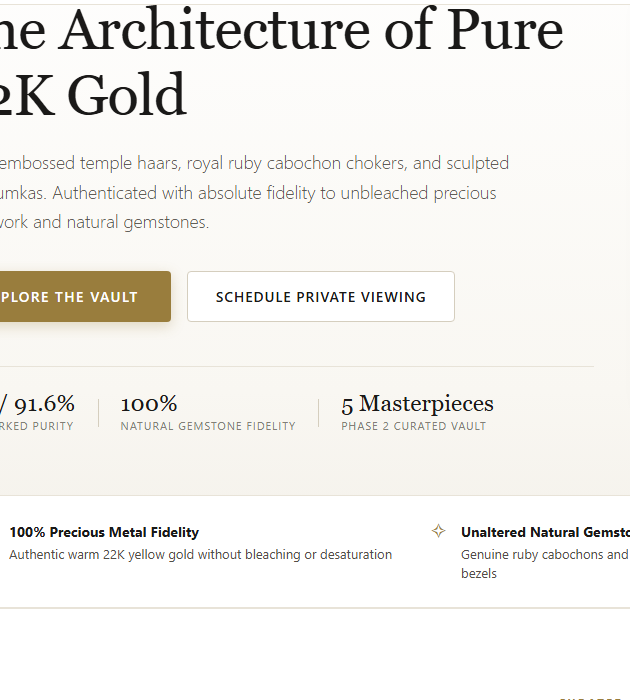 ne Architecture of Pure
2K Gold
embossed temple haars, royal ruby cabochon chokers, and sculpted
umkas. Authenticated with absolute fidelity to unbleached precious
work and natural gemstones.
PLORE THE VAULT
SCHEDULE PRIVATE VIEWING
/ 91.6%
RKED PURITY
100%
NATURAL GEMSTONE FIDELITY
5 Masterpieces
PHASE 2 CURATED VAULT
100% Precious Metal Fidelity
Authentic warm 22K yellow gold without bleaching or desaturation
Unaltered Natural Gemsto
Genuine ruby cabochons and
bezels